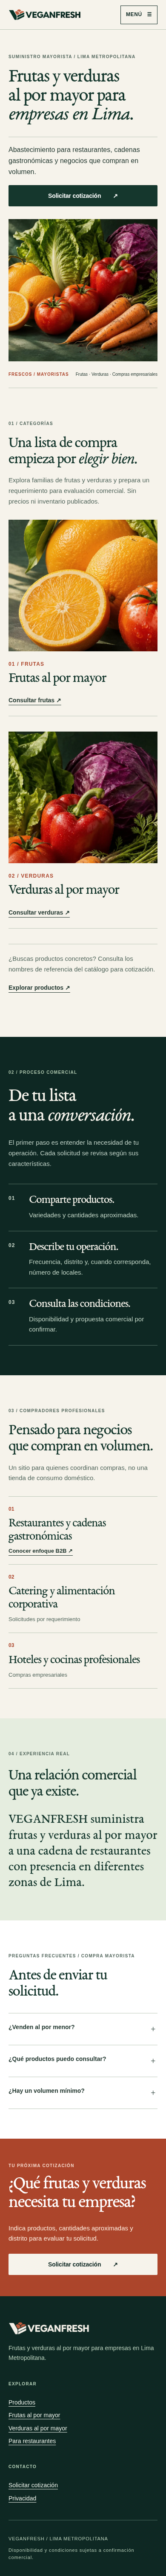 VEGANFRESH
MENÚ ☰
SUMINISTRO MAYORISTA / LIMA METROPOLITANA
Frutas y verduras
al por mayor para
empresas en Lima.
Abastecimiento para restaurantes, cadenas
gastronómicas y negocios que compran en
volumen.
Solicitar cotización ↗
FRESCOS / MAYORISTAS Frutas · Verduras · Compras empresariales
01 / CATEGORÍAS
Una lista de compra
empieza por elegir bien.
Explora familias de frutas y verduras y prepara un
requerimiento para evaluación comercial. Sin
precios ni inventario publicados.
01 / FRUTAS
Frutas al por mayor
Consultar frutas ↗
02 / VERDURAS
Verduras al por mayor
Consultar verduras ↗
¿Buscas productos concretos? Consulta los
nombres de referencia del catálogo para cotización.
Explorar productos ↗
02 / PROCESO COMERCIAL
De tu lista
a una conversación.
El primer paso es entender la necesidad de tu
operación. Cada solicitud se revisa según sus
características.
01 Comparte productos.
Variedades y cantidades aproximadas.
02 Describe tu operación.
Frecuencia, distrito y, cuando corresponda,
número de locales.
03 Consulta las condiciones.
Disponibilidad y propuesta comercial por
confirmar.
03 / COMPRADORES PROFESIONALES
Pensado para negocios
que compran en volumen.
Un sitio para quienes coordinan compras, no una
tienda de consumo doméstico.
01
Restaurantes y cadenas
gastronómicas
Conocer enfoque B2B ↗
02
Catering y alimentación
corporativa
Solicitudes por requerimiento
03
Hoteles y cocinas profesionales
Compras empresariales
04 / EXPERIENCIA REAL
Una relación comercial
que ya existe.
VEGANFRESH suministra
frutas y verduras al por mayor
a una cadena de restaurantes
con presencia en diferentes
zonas de Lima.
PREGUNTAS FRECUENTES / COMPRA MAYORISTA
Antes de enviar tu
solicitud.
¿Venden al por menor? +
¿Qué productos puedo consultar? +
¿Hay un volumen mínimo? +
TU PRÓXIMA COTIZACIÓN
¿Qué frutas y verduras
necesita tu empresa?
Indica productos, cantidades aproximadas y
distrito para evaluar tu solicitud.
Solicitar cotización ↗
VEGANFRESH
Frutas y verduras al por mayor para empresas en Lima
Metropolitana.
EXPLORAR
Productos
Frutas al por mayor
Verduras al por mayor
Para restaurantes
CONTACTO
Solicitar cotización
Privacidad
VEGANFRESH / LIMA METROPOLITANA
Disponibilidad y condiciones sujetas a confirmación
comercial.